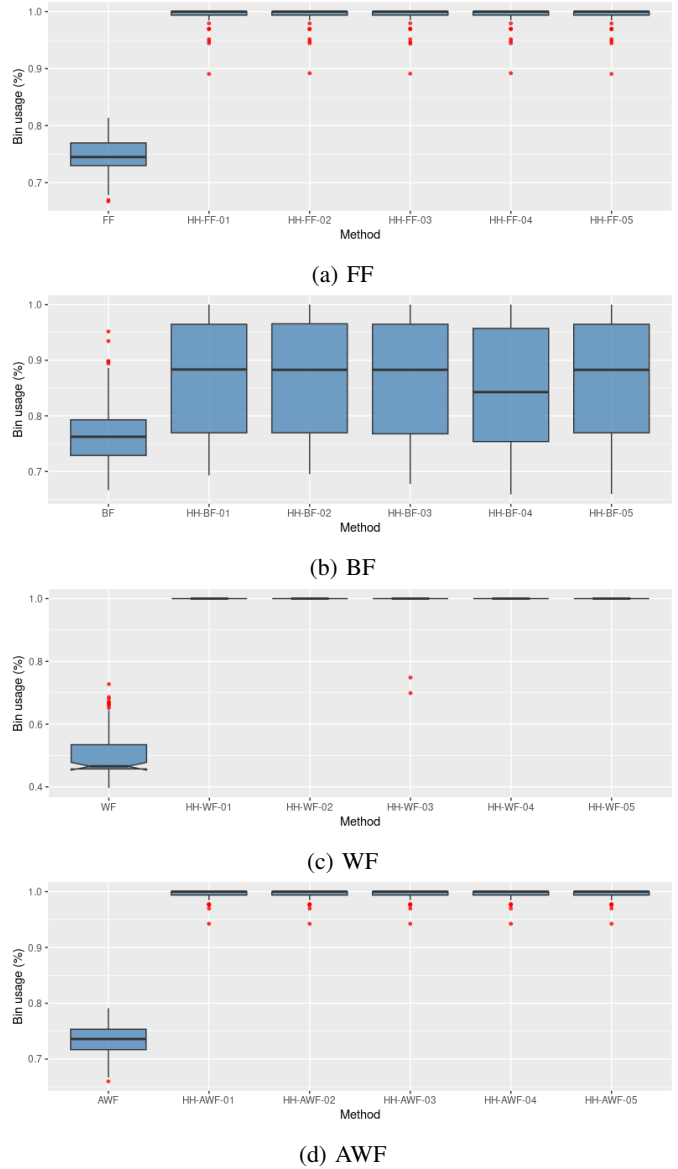 1.0
0.9
0.8
0.7
Bin usage (%)
FF HH-FF-01 HH-FF-02 HH-FF-03 HH-FF-04 HH-FF-05
Method
(a) FF
1.0
0.9
0.8
0.7
Bin usage (%)
BF HH-BF-01 HH-BF-02 HH-BF-03 HH-BF-04 HH-BF-05
Method
(b) BF
1.0
0.8
0.6
0.4
Bin usage (%)
WF HH-WF-01 HH-WF-02 HH-WF-03 HH-WF-04 HH-WF-05
Method
(c) WF
1.0
0.9
0.8
0.7
Bin usage (%)
AWF HH-AWF-01 HH-AWF-02 HH-AWF-03 HH-AWF-04 HH-AWF-05
Method
(d) AWF